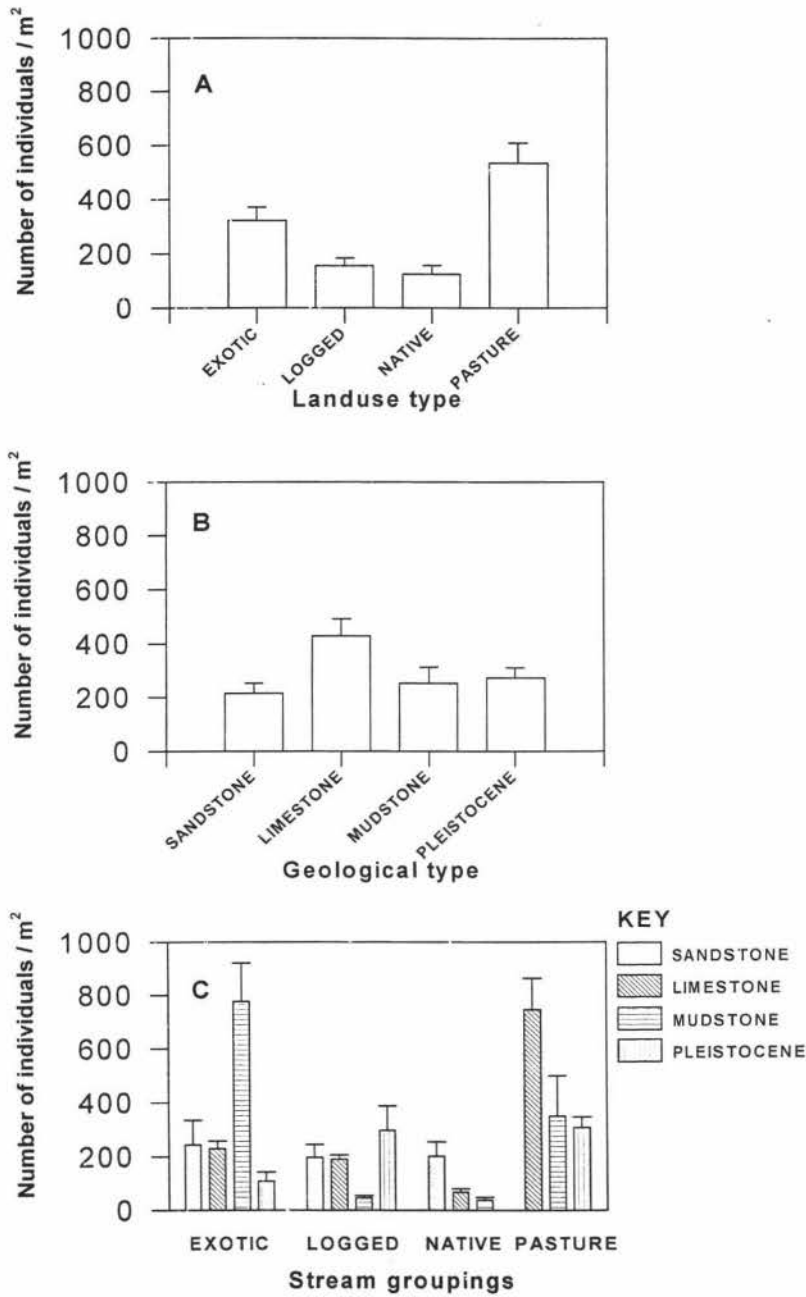 Number of individuals / m²
1000
800
600
400
200
0
A
EXOTIC
LOGGED
NATIVE
PASTURE
Landuse type
Number of individuals / m²
1000
800
600
400
200
0
B
SANDSTONE
LIMESTONE
MUDSTONE
PLEISTOCENE
Geological type
Number of individuals / m²
1000
800
600
400
200
0
C
EXOTIC LOGGED NATIVE PASTURE
Stream groupings
KEY
SANDSTONE
LIMESTONE
MUDSTONE
PLEISTOCENE